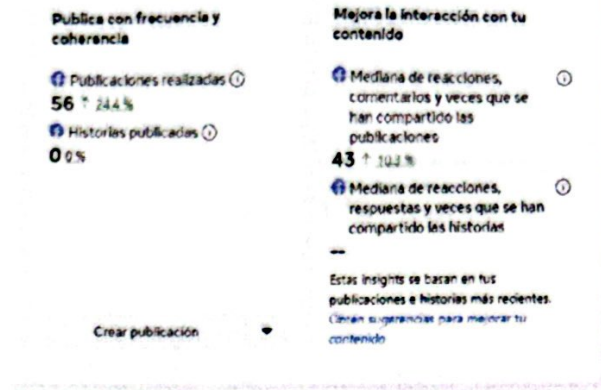 Publica con frecuencia y
coherencia
Publicaciones realizadas
56 ↑ 24.4%
Historias publicadas
0 0%
Crear publicación
Mejora la interacción con tu
contenido
Mediana de reacciones,
comentarios y veces que se
han compartido las
publicaciones
43 ↑
Mediana de reacciones,
respuestas y veces que se han
compartido las historias
--
Estas insights se basan en tus
publicaciones e historias más recientes.
sugerencias para mejorar tu
contenido